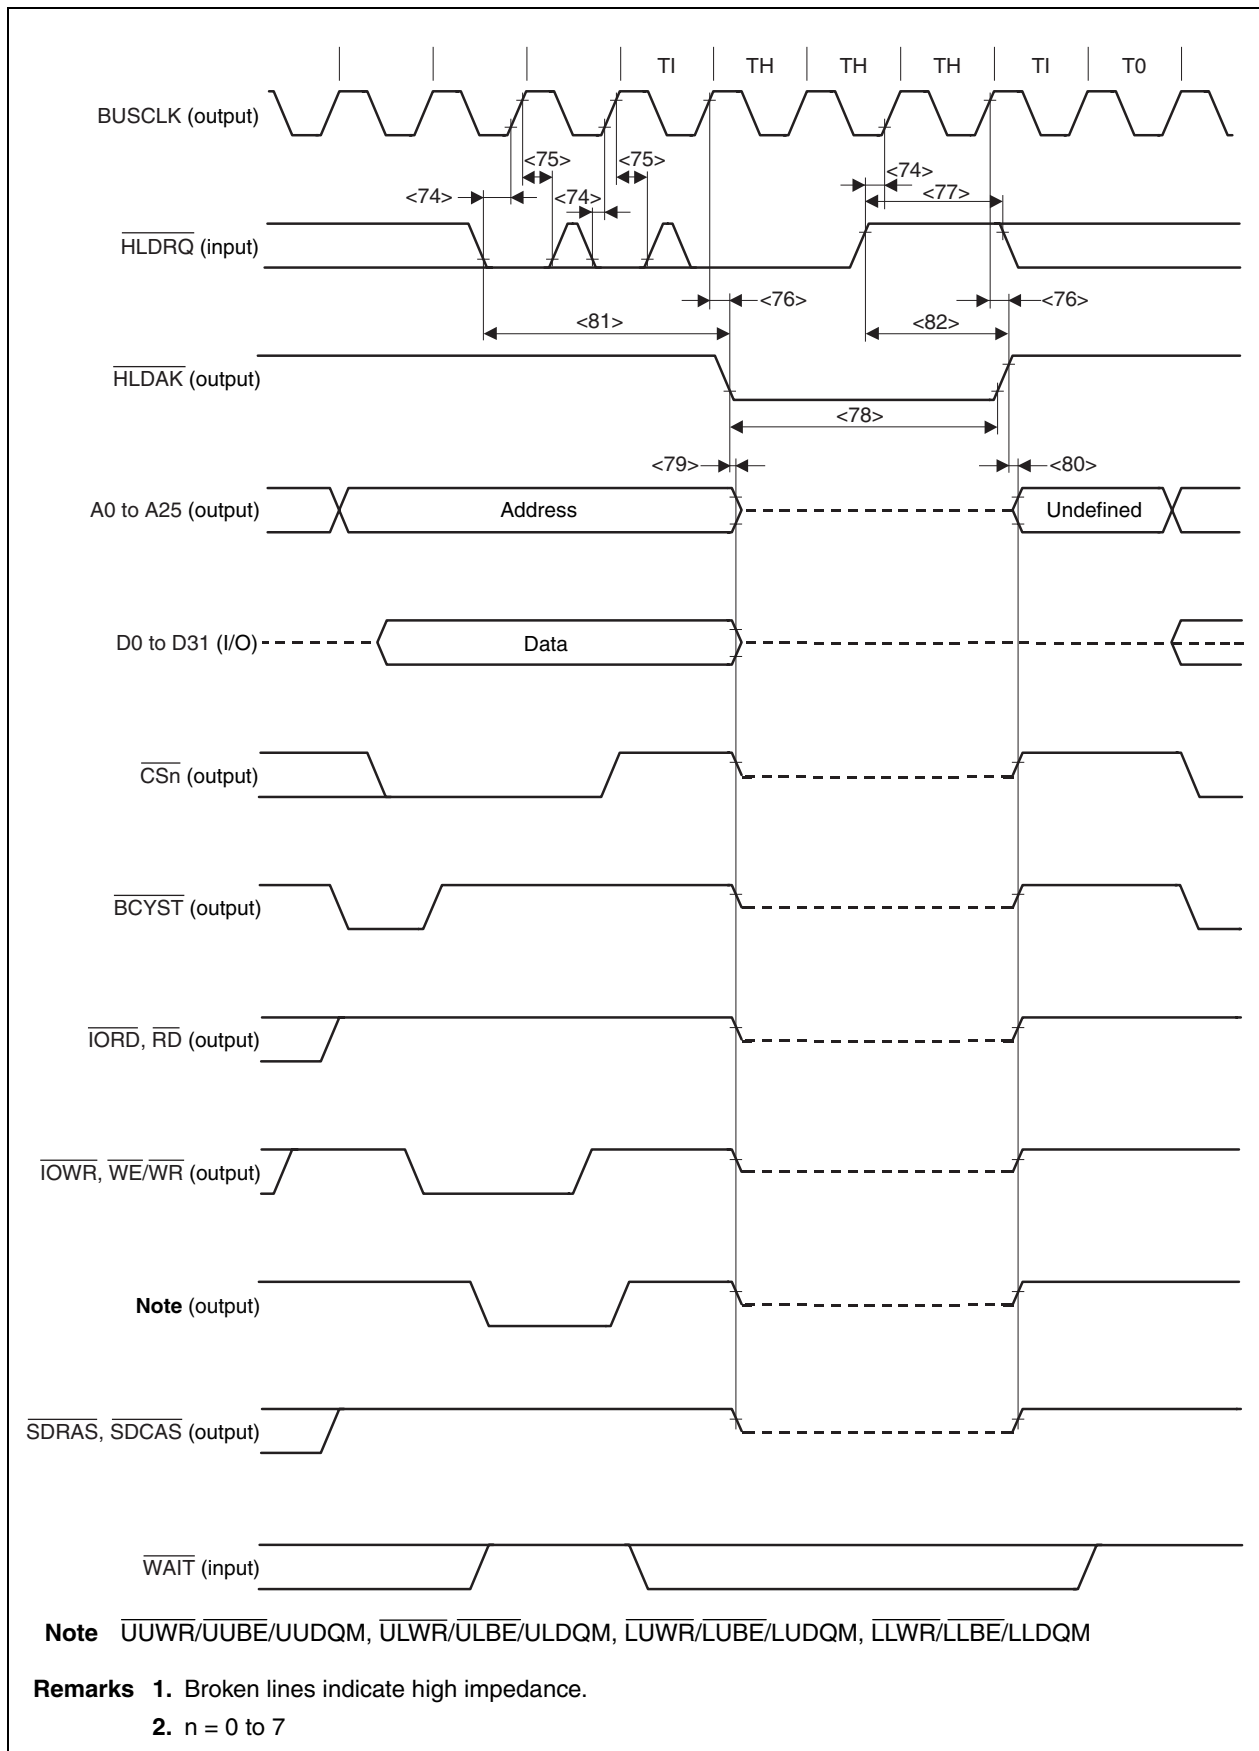 TI TH TH TH TI T0
BUSCLK (output)
<75> <75>
<74> <74> <74>
<77>
HLDRQ (input)
<76> <76>
<81> <82>
HLDAK (output)
<78>
<79> <80>
A0 to A25 (output) Address Undefined
D0 to D31 (I/O) Data
CSn (output)
BCYST (output)
IORD, RD (output)
IOWR, WE/WR (output)
Note (output)
SDRAS, SDCAS (output)
WAIT (input)
Note UUWR/UUBE/UUDQM, ULWR/ULBE/ULDQM, LUWR/LUBE/LUDQM, LLWR/LLBE/LLDQM
Remarks 1. Broken lines indicate high impedance.
2. n = 0 to 7